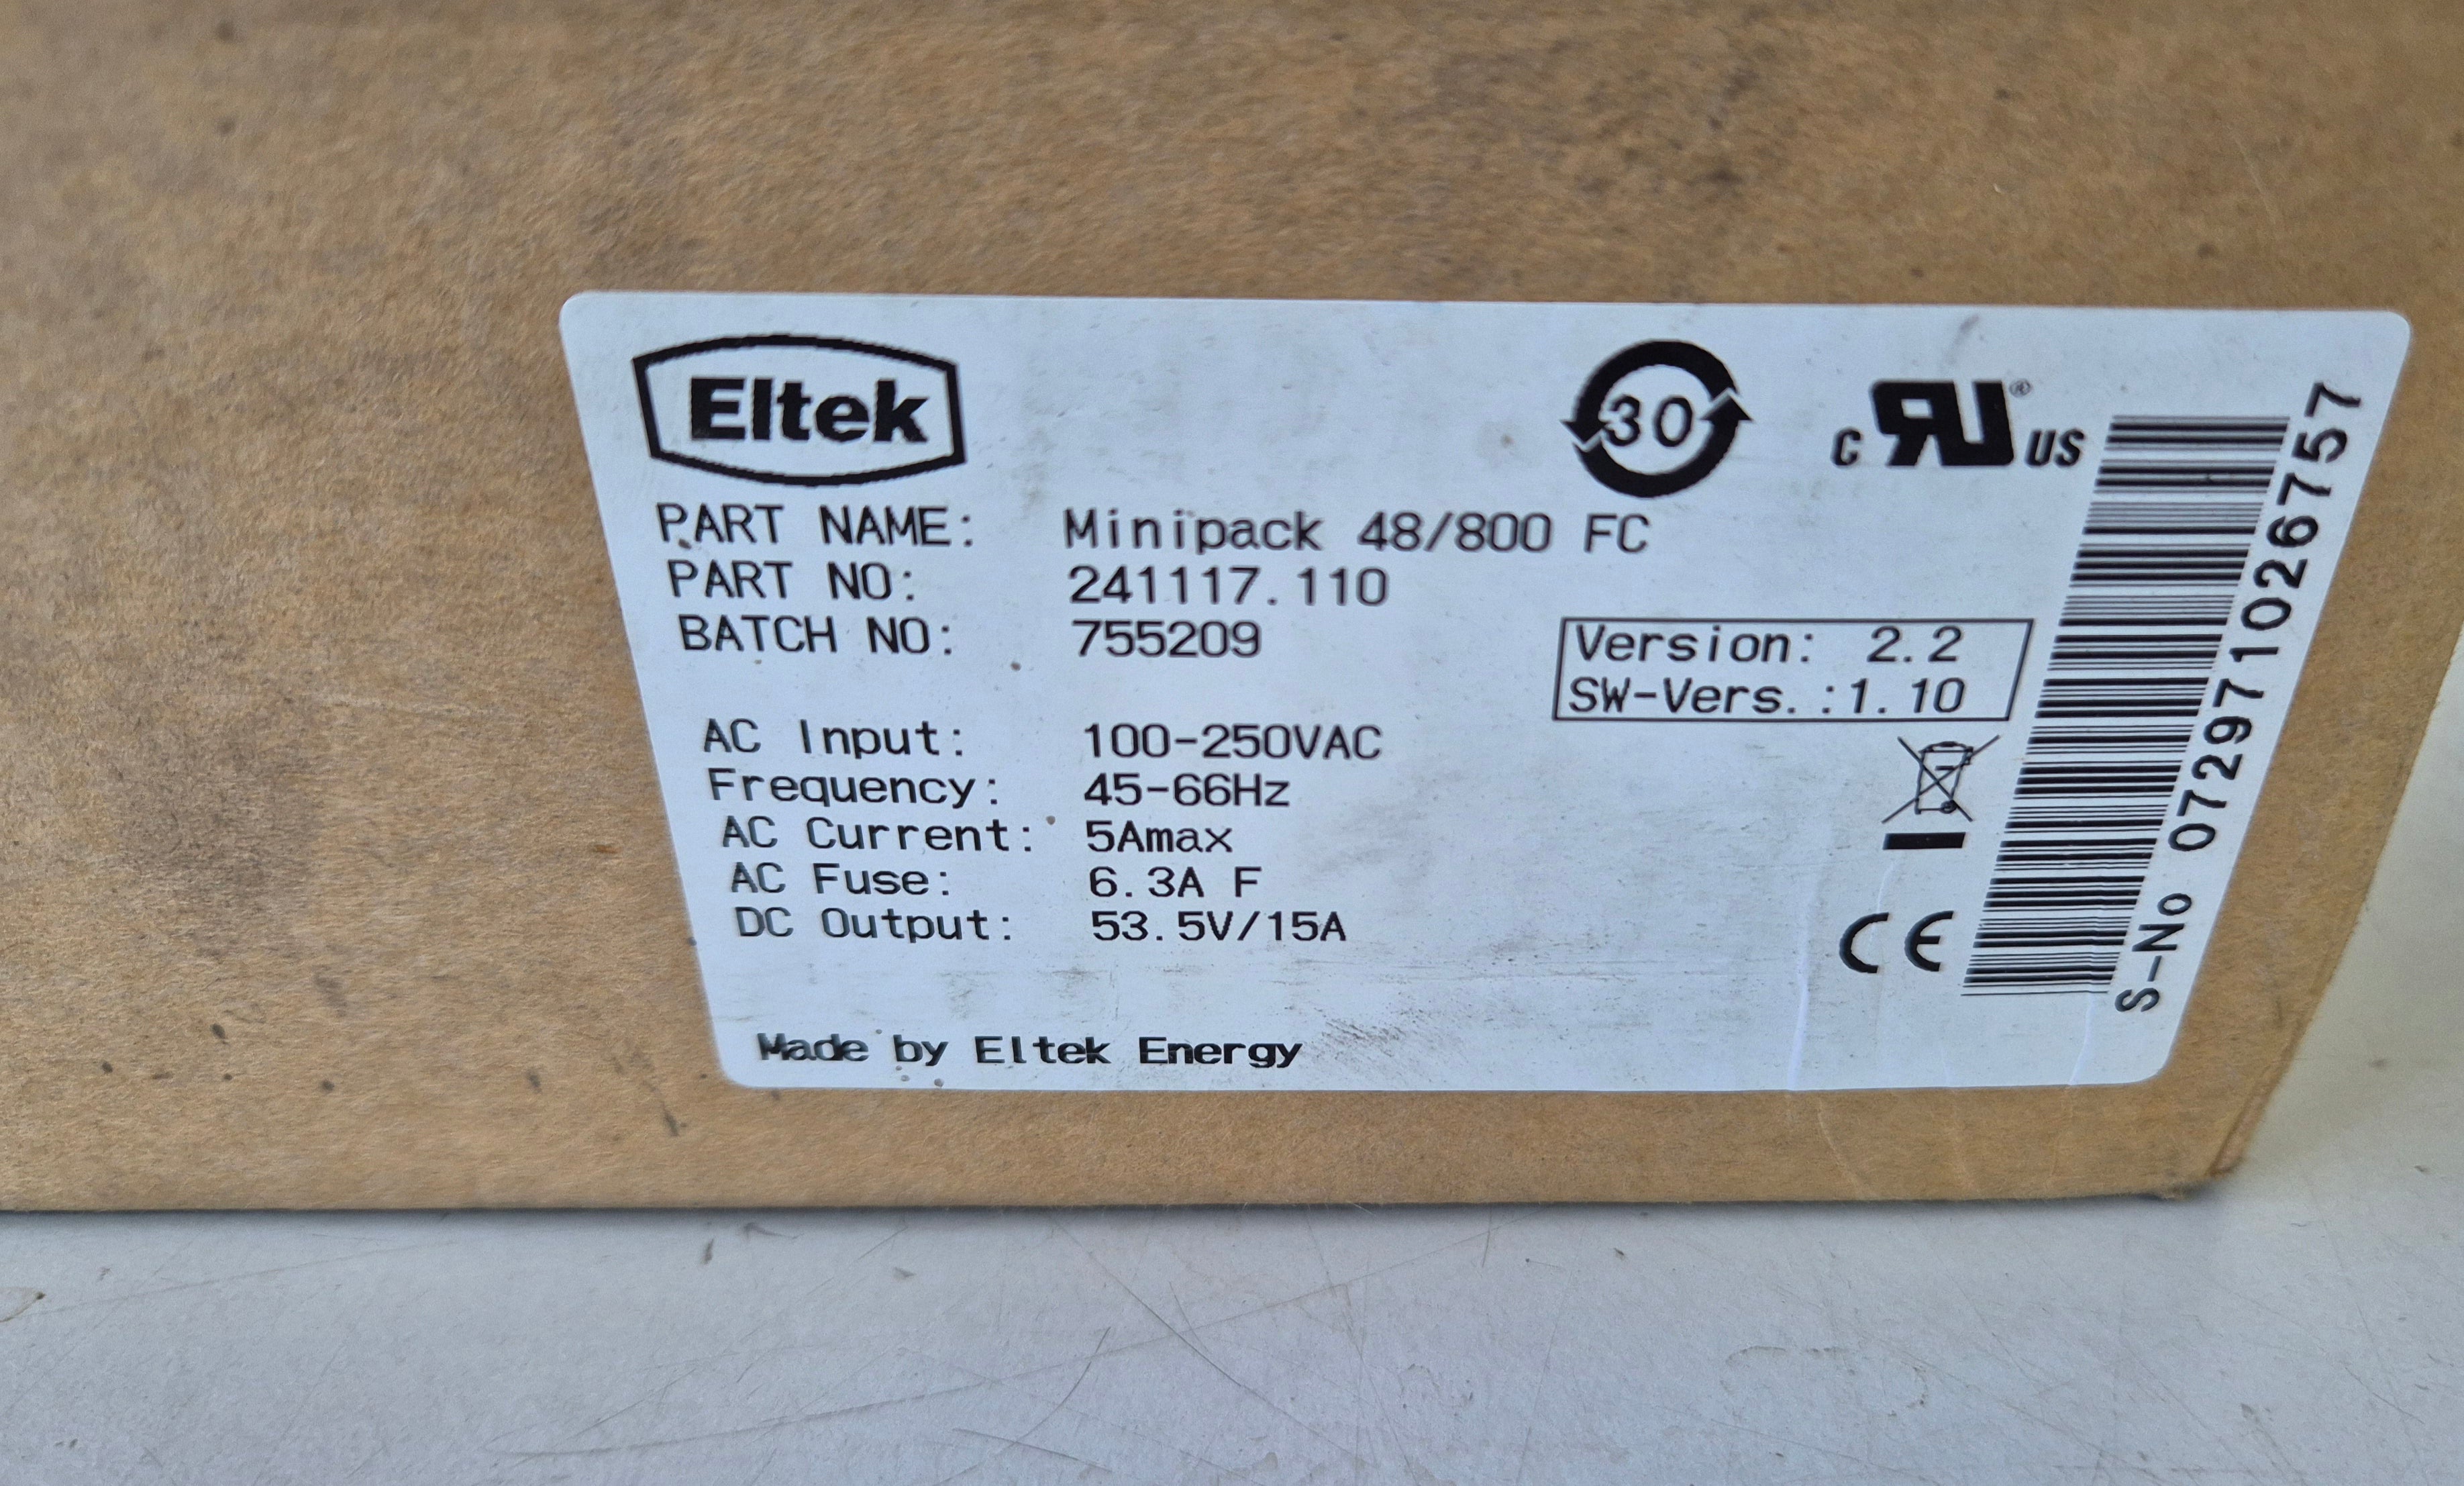 Eltek
30
c RU® US
PART NAME: Minipack 48/800 FC
PART NO: 241117.110
BATCH NO: 755209
Version: 2.2
SW-Vers.:1.10
AC Input: 100-250VAC
Frequency: 45-66Hz
AC Current: 5Amax
AC Fuse: 6.3A F
DC Output: 53.5V/15A
CE
Made by Eltek Energy
S-No 072971026757